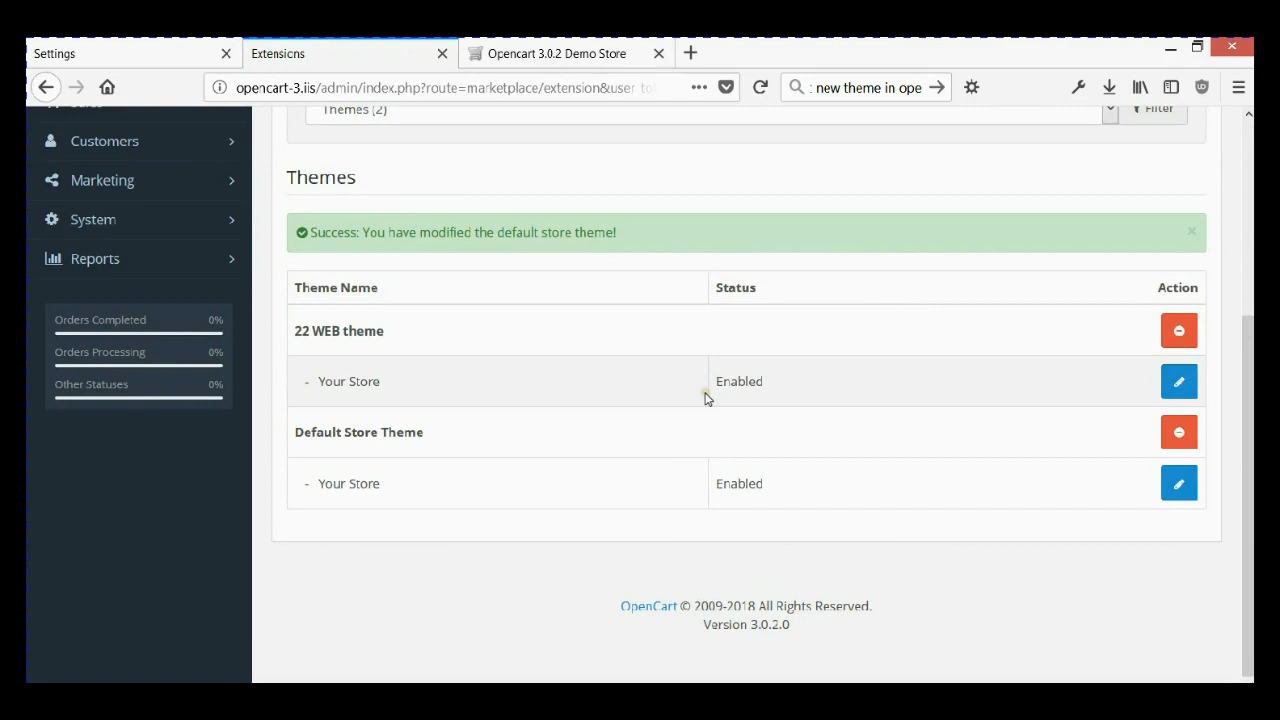 Settings
Extensions
Opencart 3.0.2 Demo Store
opencart-3.iis/admin/index.php?route=marketplace/extension&user_to
: new theme in ope
Sales
Customers
Marketing
System
Reports
Orders Completed 0%
Orders Processing 0%
Other Statuses 0%
Themes (2)
Filter
Themes
Success: You have modified the default store theme!
×
Theme Name Status Action
22 WEB theme
- Your Store Enabled
Default Store Theme
- Your Store Enabled
OpenCart © 2009-2018 All Rights Reserved.
Version 3.0.2.0